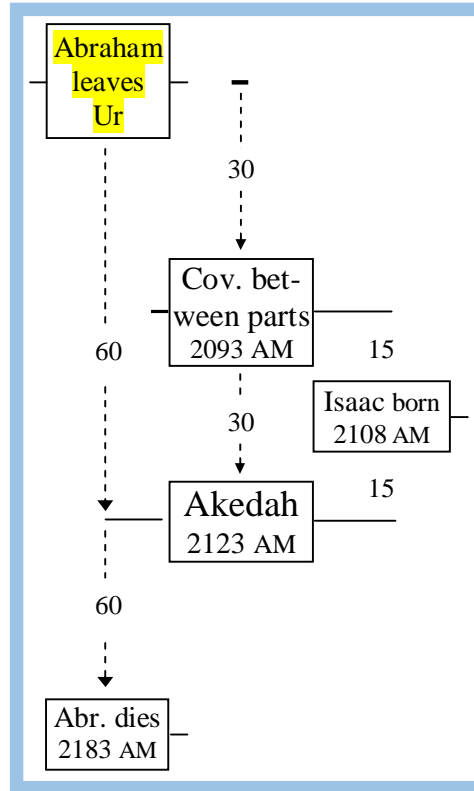 Abraham
leaves
Ur
30
Cov. bet-
ween parts
2093 AM
60
15
Isaac born
2108 AM
30
15
Akedah
2123 AM
60
Abr. dies
2183 AM